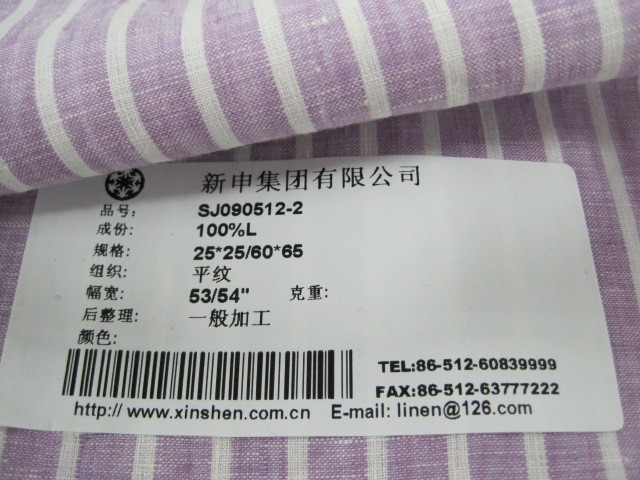 新申集团有限公司
品号: SJ090512-2
成份: 100%L
规格: 25*25/60*65
组织: 平纹
幅宽: 53/54" 克重:
后整理: 一般加工
颜色:
TEL:86-512-60839999
FAX:86-512-63777222
http:// www.xinshen.com.cn E-mail: linen@126.com